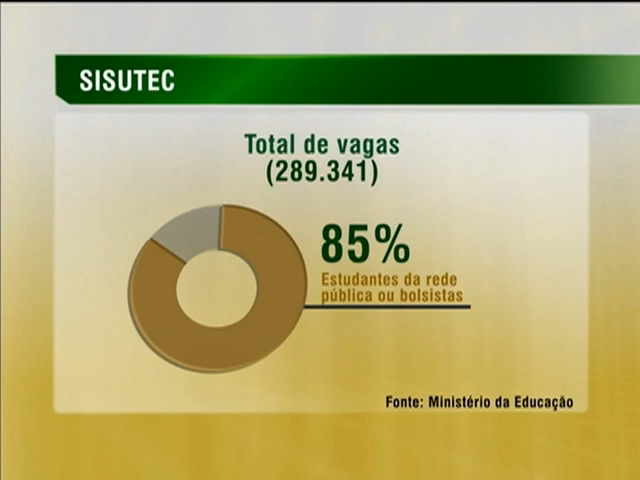 SISUTEC
Total de vagas
(289.341)
85%
Estudantes da rede
pública ou bolsistas
Fonte: Ministério da Educação